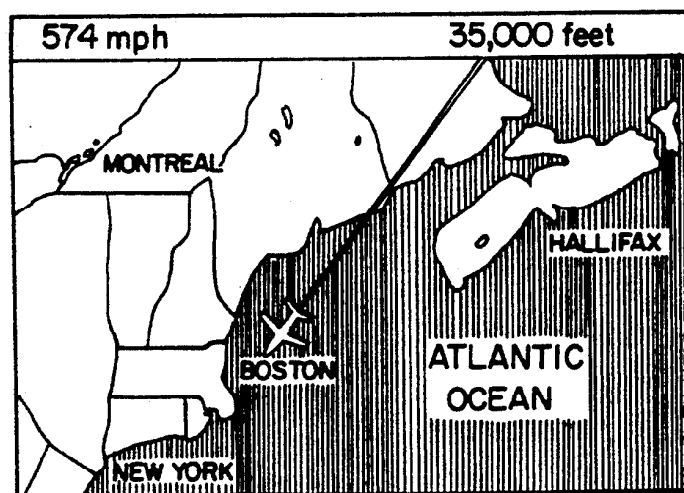 574 mph
35,000 feet
MONTREAL
HALLIFAX
BOSTON
ATLANTIC
OCEAN
NEW YORK